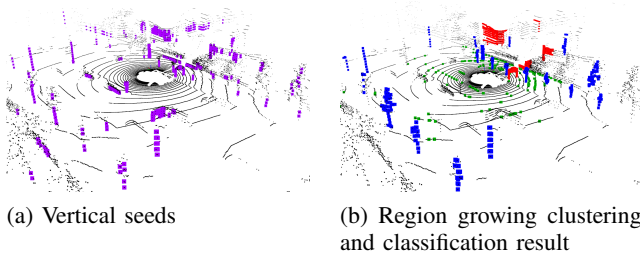 (a) Vertical seeds
(b) Region growing clustering
and classification result